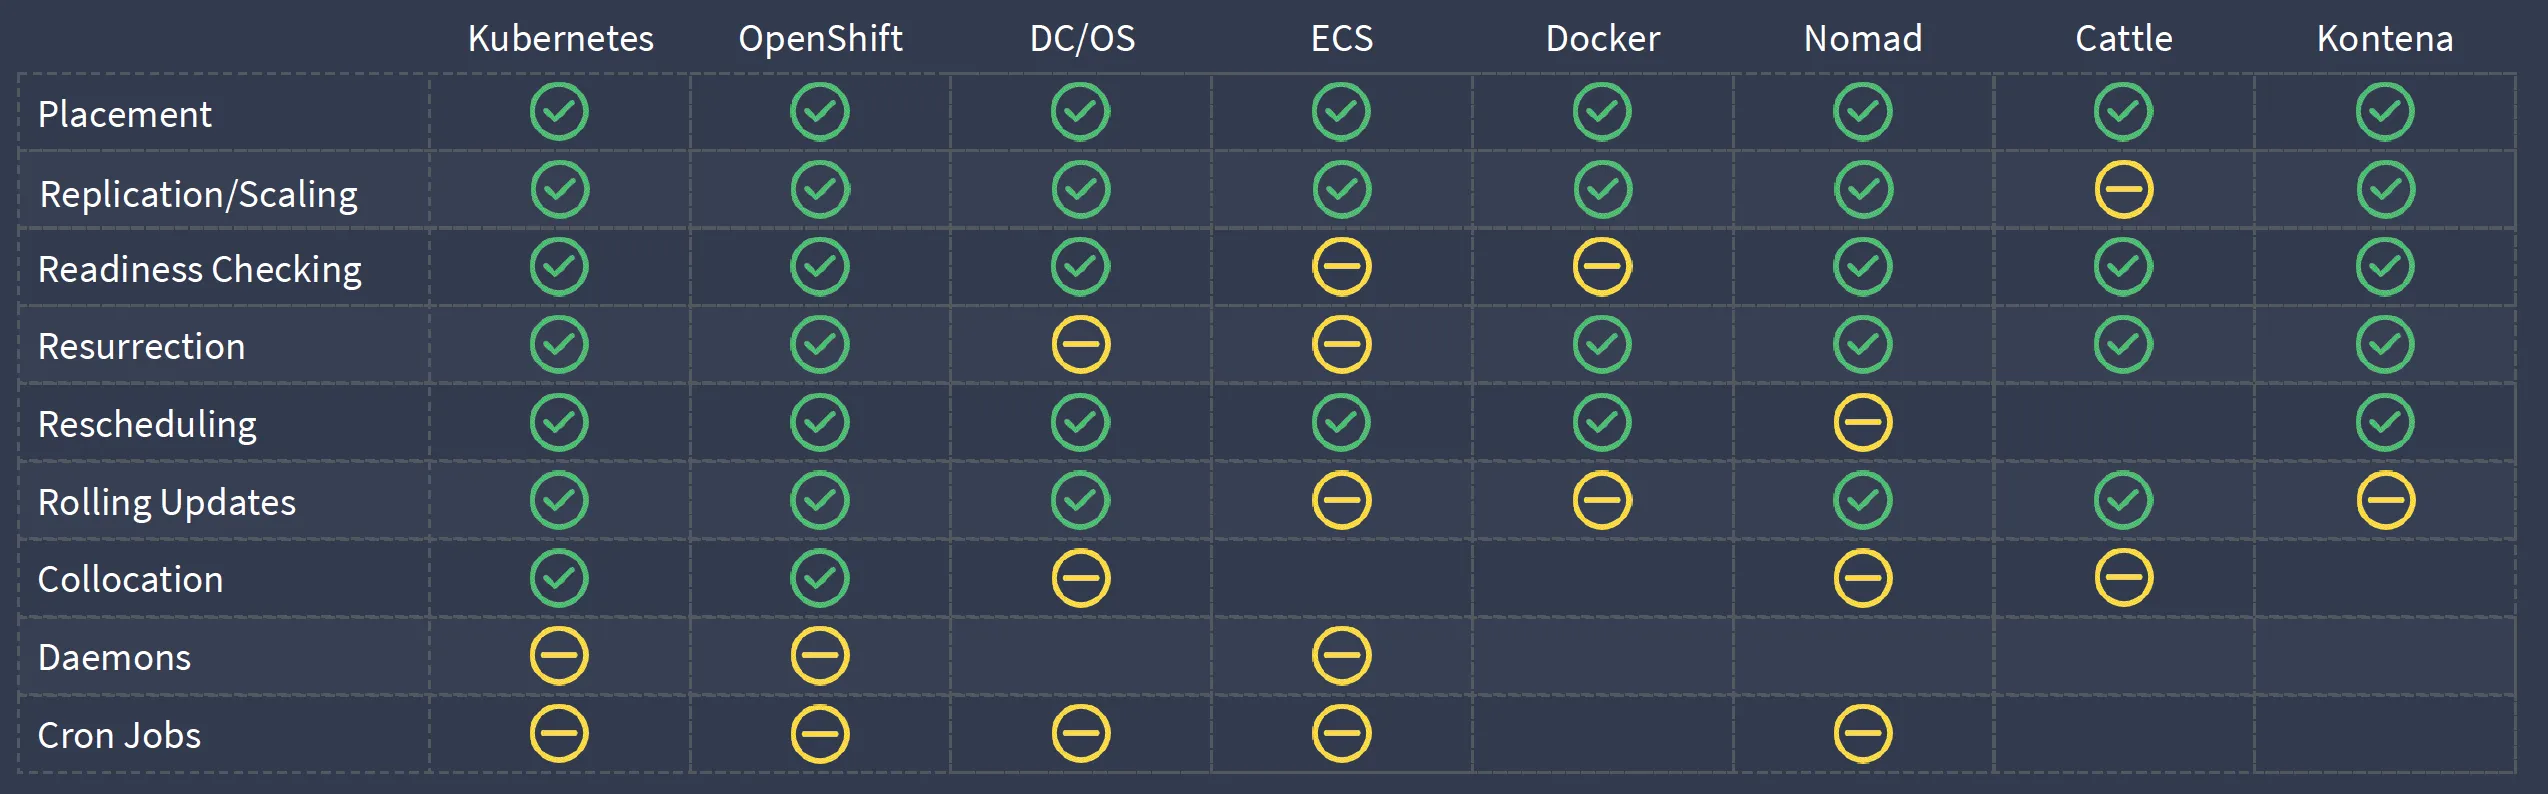 Kubernetes OpenShift DC/OS ECS Docker Nomad Cattle Kontena
Placement
Replication/Scaling
Readiness Checking
Resurrection
Rescheduling
Rolling Updates
Collocation
Daemons
Cron Jobs